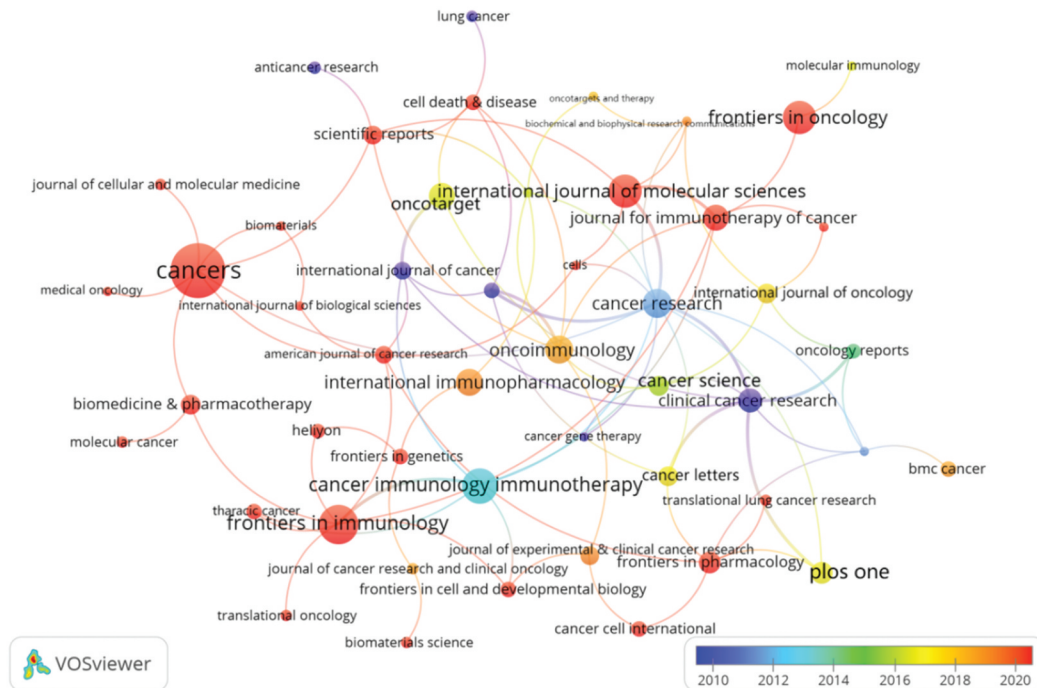 lung cancer
anticancer research
molecular immunology
cell death & disease
oncotargets and therapy
frontiers in oncology
biochemical and biophysical research communications
scientific reports
journal of cellular and molecular medicine
international journal of molecular sciences
oncotarget
journal for immunotherapy of cancer
biomaterials
cancers
international journal of cancer
cells
medical oncology
international journal of biological sciences
cancer research
international journal of oncology
american journal of cancer research
oncoimmunology
oncology reports
international immunopharmacology
cancer science
clinical cancer research
biomedicine & pharmacotherapy
molecular cancer
heliyon
cancer gene therapy
frontiers in genetics
bmc cancer
cancer letters
cancer immunology immunotherapy
translational lung cancer research
thoracic cancer
frontiers in immunology
journal of experimental & clinical cancer research
frontiers in pharmacology
journal of cancer research and clinical oncology
plos one
frontiers in cell and developmental biology
translational oncology
cancer cell international
biomaterials science
VOSviewer
2010 2012 2014 2016 2018 2020